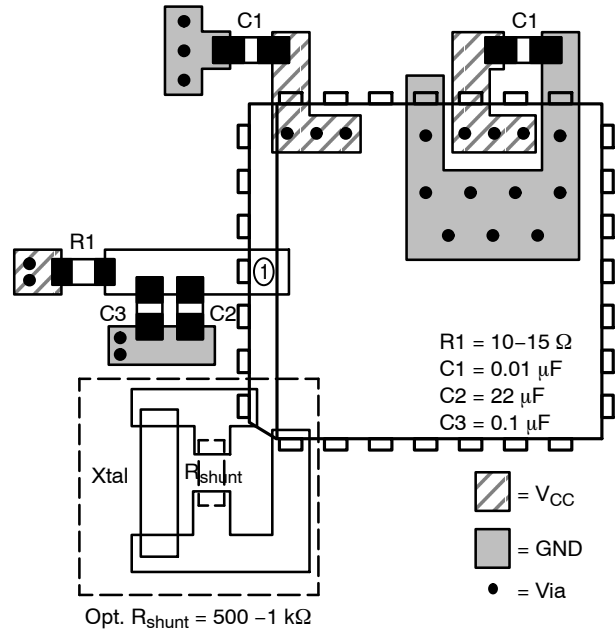 C1
C1
R1
1
C3
C2
R1 = 10–15 Ω
C1 = 0.01 μF
C2 = 22 μF
C3 = 0.1 μF
Xtal
Rshunt
= VCC
= GND
= Via
Opt. Rshunt = 500 –1 kΩ